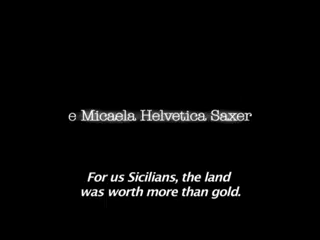 e Micaela Helvetica Saxer
For us Sicilians, the land
was worth more than gold.